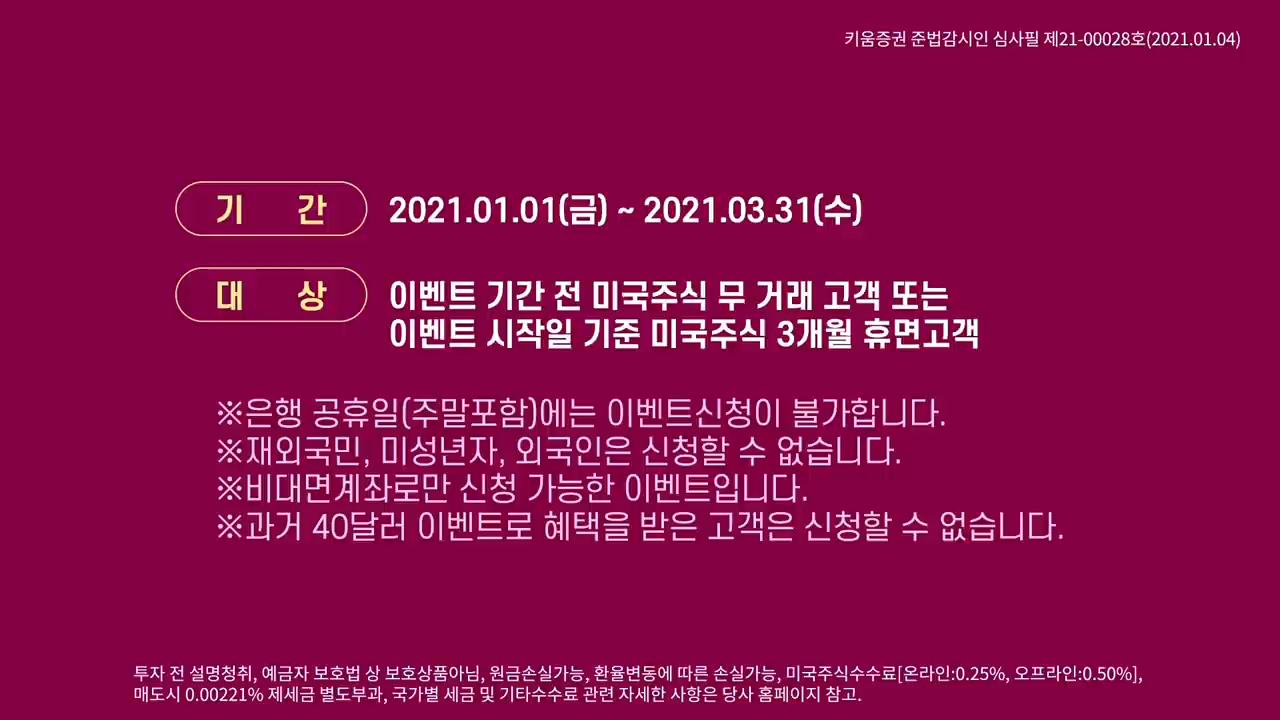 키움증권 준법감시인 심사필 제21-00028호(2021.01.04)
기 간 2021.01.01(금) ~ 2021.03.31(수)
대 상 이벤트 기간 전 미국주식 무 거래 고객 또는
이벤트 시작일 기준 미국주식 3개월 휴면고객
※은행 공휴일(주말포함)에는 이벤트신청이 불가합니다.
※재외국민, 미성년자, 외국인은 신청할 수 없습니다.
※비대면계좌로만 신청 가능한 이벤트입니다.
※과거 40달러 이벤트로 혜택을 받은 고객은 신청할 수 없습니다.
투자 전 설명청취, 예금자 보호법 상 보호상품아님, 원금손실가능, 환율변동에 따른 손실가능, 미국주식수수료[온라인:0.25%, 오프라인:0.50%],
매도시 0.00221% 제세금 별도부과, 국가별 세금 및 기타수수료 관련 자세한 사항은 당사 홈페이지 참고.